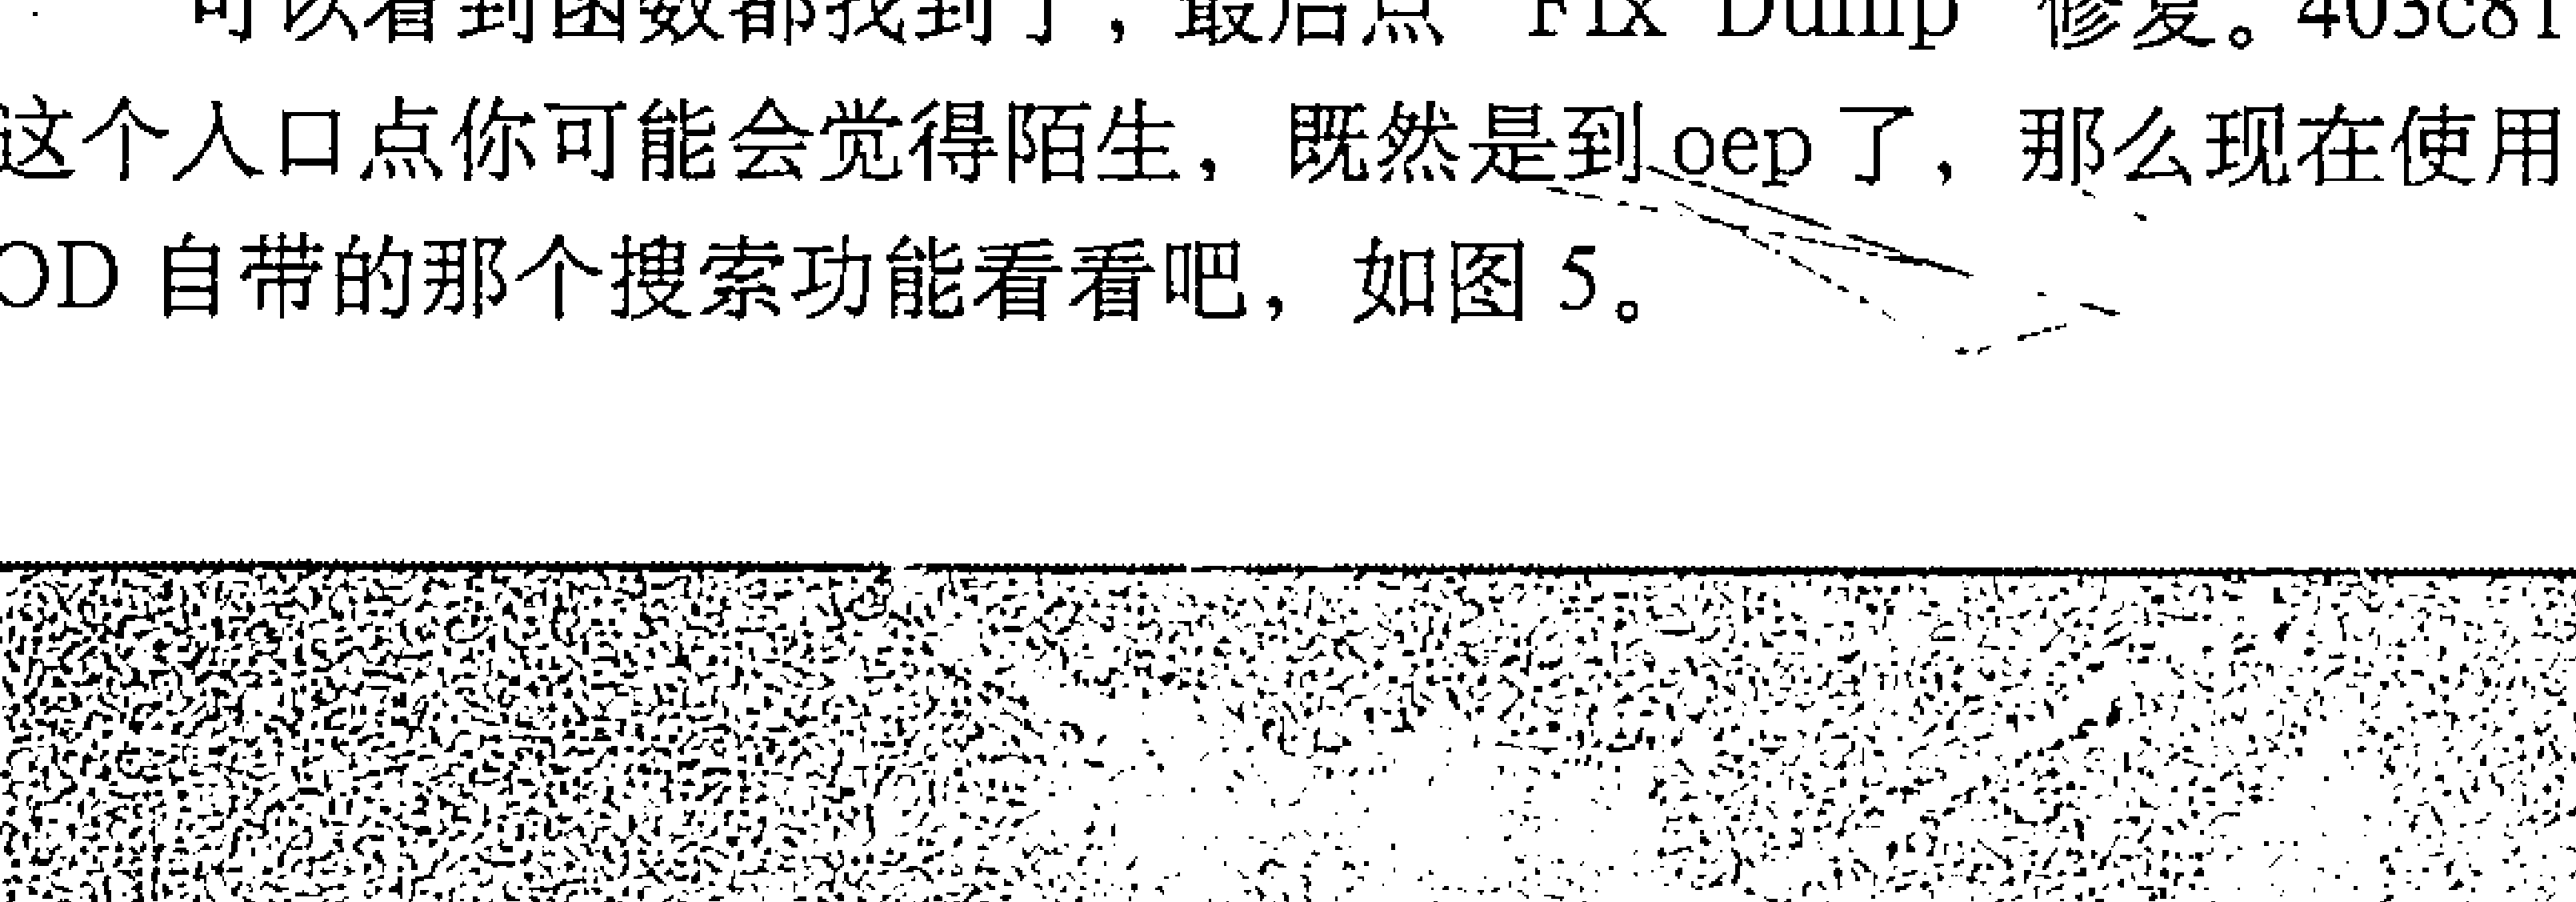 可以看到函数都找到了，最后点 Fix Dump 修复。403c81
这个入口点你可能会觉得陌生，既然是到 oep 了，那么现在使用
OD 自带的那个搜索功能看看吧，如图 5。